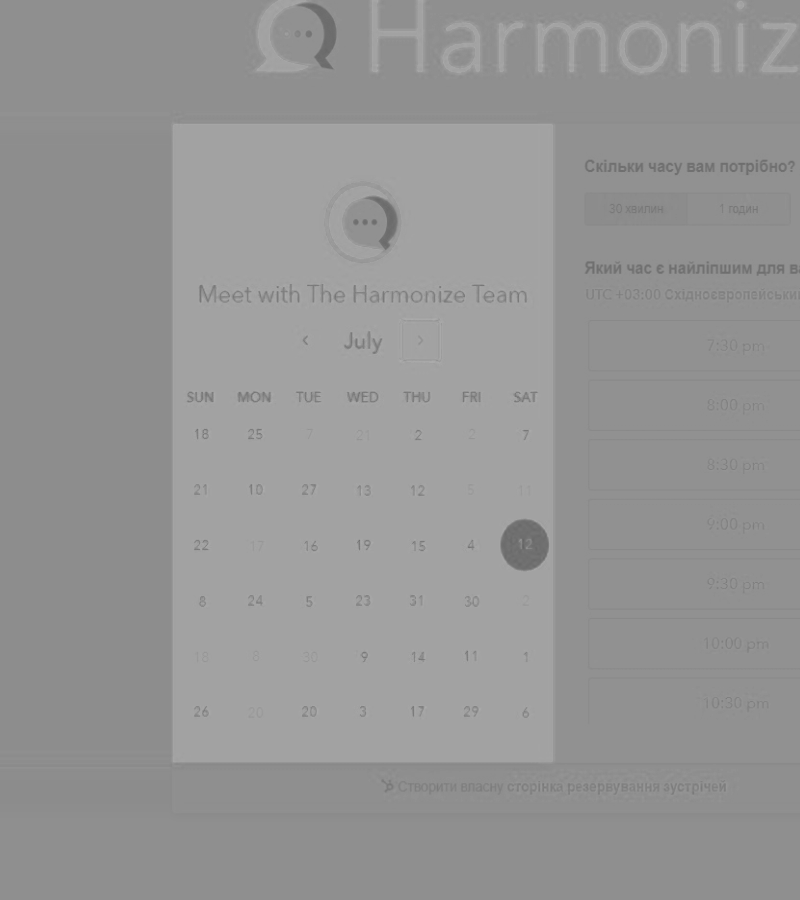 Harmoniz
Скільки часу вам потрібно?
30 хвилин 1 годин
Який час є найліпшим для ва
UTC +03:00 Східноєвропейськи
Meet with The Harmonize Team
July
SUN MON TUE WED THU FRI SAT
18 25 7 21 2 2 7
21 10 27 13 12 5 11
22 17 16 19 15 4 12
8 24 5 23 31 30 2
18 8 30 9 14 11 1
26 20 20 3 17 29 6
7:30 pm
8:00 pm
8:30 pm
9:00 pm
9:30 pm
10:00 pm
10:30 pm
Створити власну сторінка резервування зустрічей